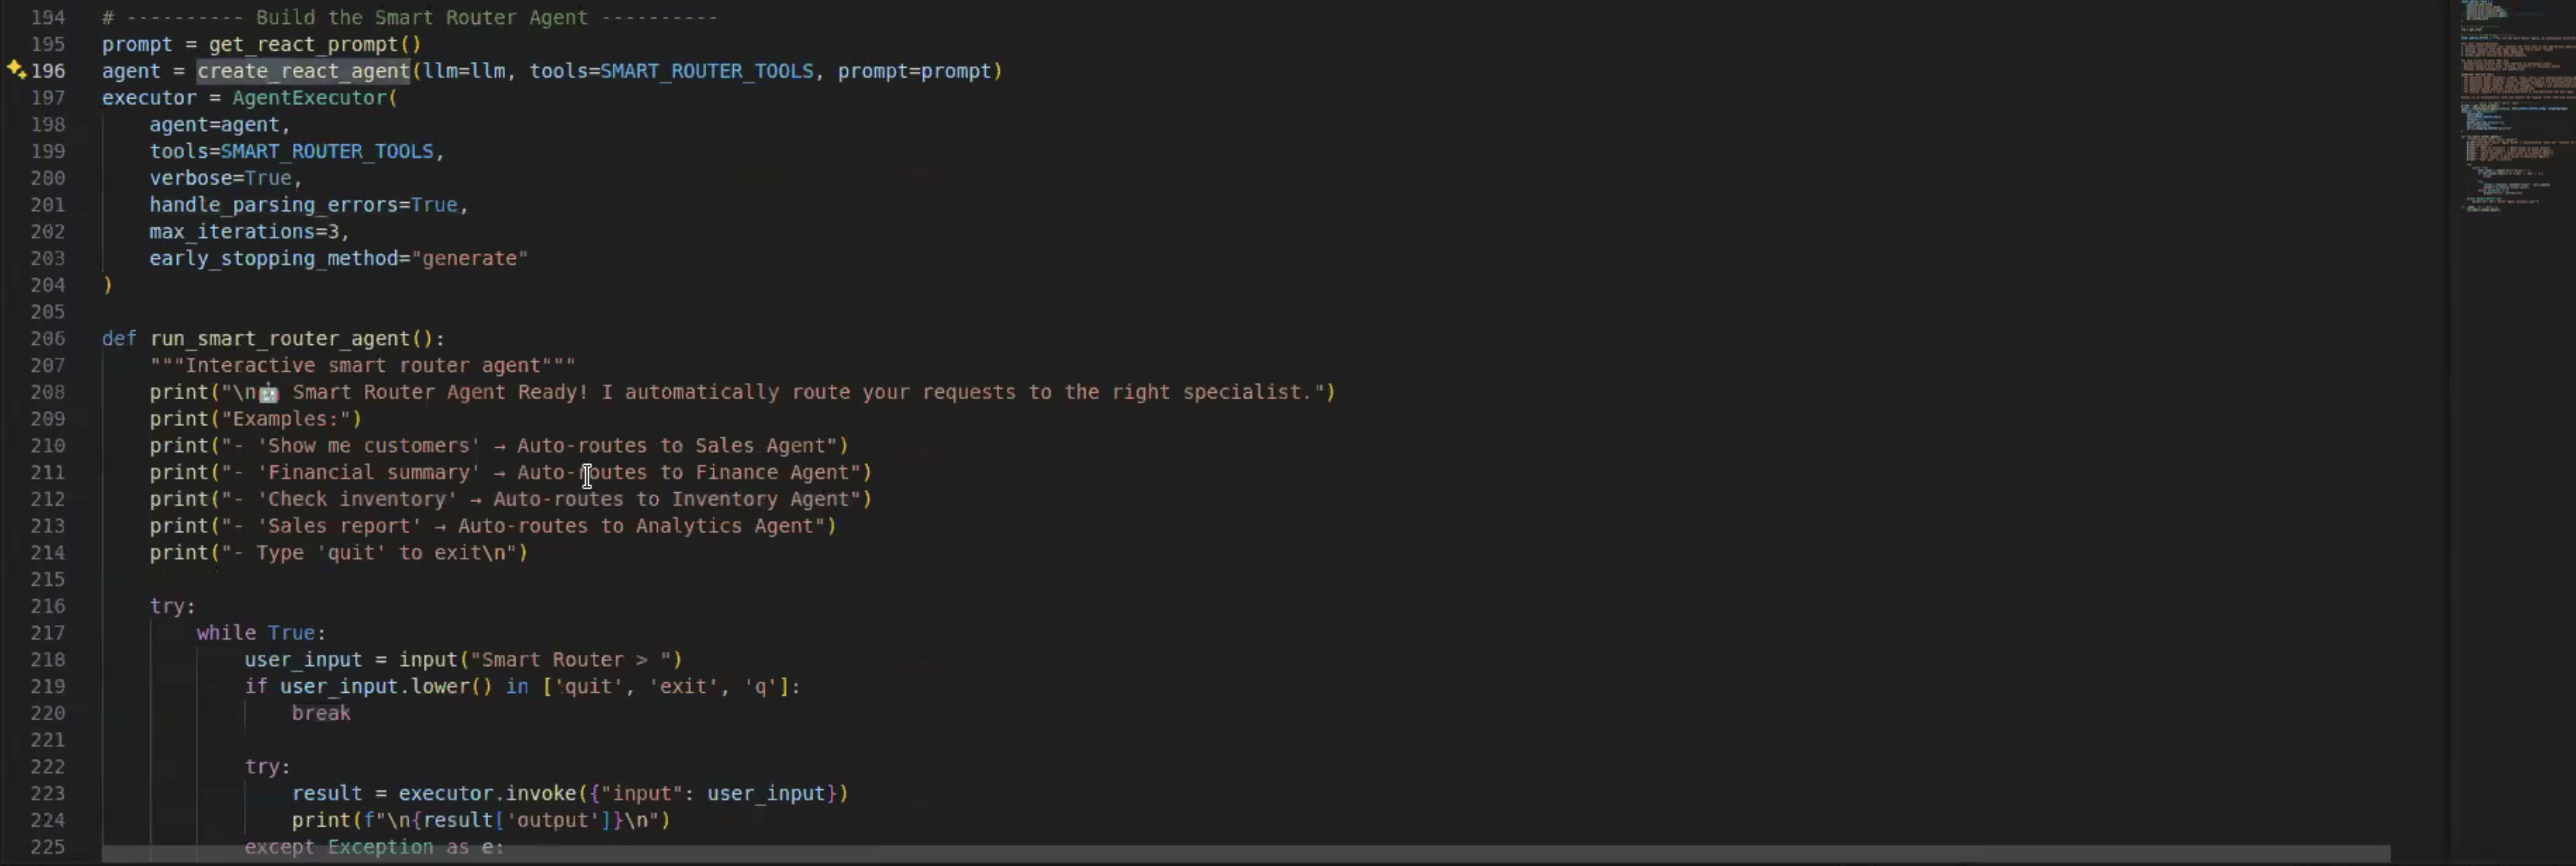 194 # ---------- Build the Smart Router Agent ----------
195 prompt = get_react_prompt()
196 agent = create_react_agent(llm=llm, tools=SMART_ROUTER_TOOLS, prompt=prompt)
197 executor = AgentExecutor(
198     agent=agent,
199     tools=SMART_ROUTER_TOOLS,
200     verbose=True,
201     handle_parsing_errors=True,
202     max_iterations=3,
203     early_stopping_method="generate"
204 )
205
206 def run_smart_router_agent():
207     """Interactive smart router agent"""
208     print("\n🤖 Smart Router Agent Ready! I automatically route your requests to the right specialist.")
209     print("Examples:")
210     print("- 'Show me customers' → Auto-routes to Sales Agent")
211     print("- 'Financial summary' → Auto-routes to Finance Agent")
212     print("- 'Check inventory' → Auto-routes to Inventory Agent")
213     print("- 'Sales report' → Auto-routes to Analytics Agent")
214     print("- Type 'quit' to exit\n")
215
216     try:
217         while True:
218             user_input = input("Smart Router > ")
219             if user_input.lower() in ['quit', 'exit', 'q']:
220                 break
221
222             try:
223                 result = executor.invoke({"input": user_input})
224                 print(f"\n{result['output']}\n")
225             except Exception as e: